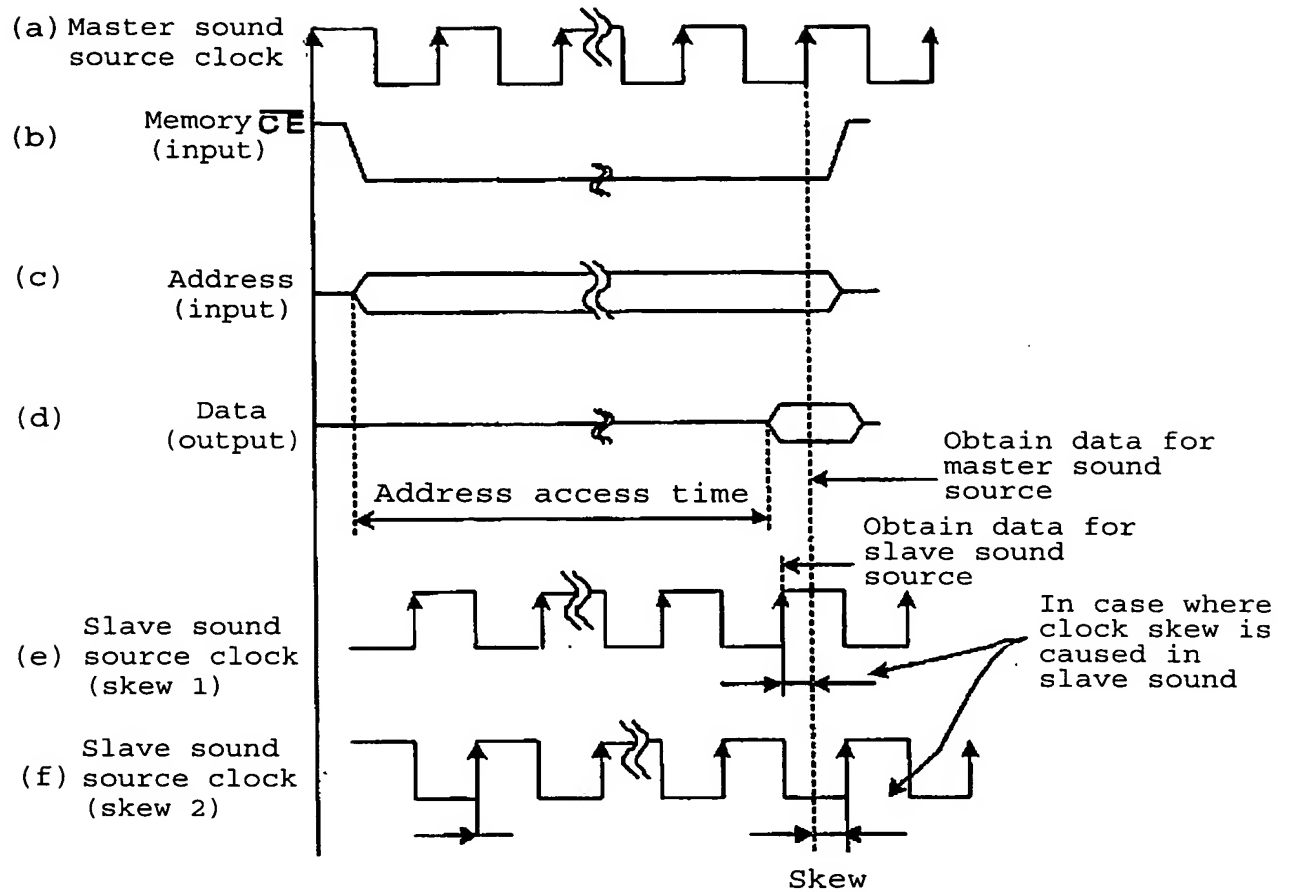 (a) Master sound
source clock
(b) Memory C̅E̅
(input)
(c) Address
(input)
(d) Data
(output)
Obtain data for
master sound
source
Address access time
Obtain data for
slave sound
source
In case where
clock skew is
caused in
slave sound
Slave sound
(e) source clock
(skew 1)
Slave sound
(f) source clock
(skew 2)
Skew